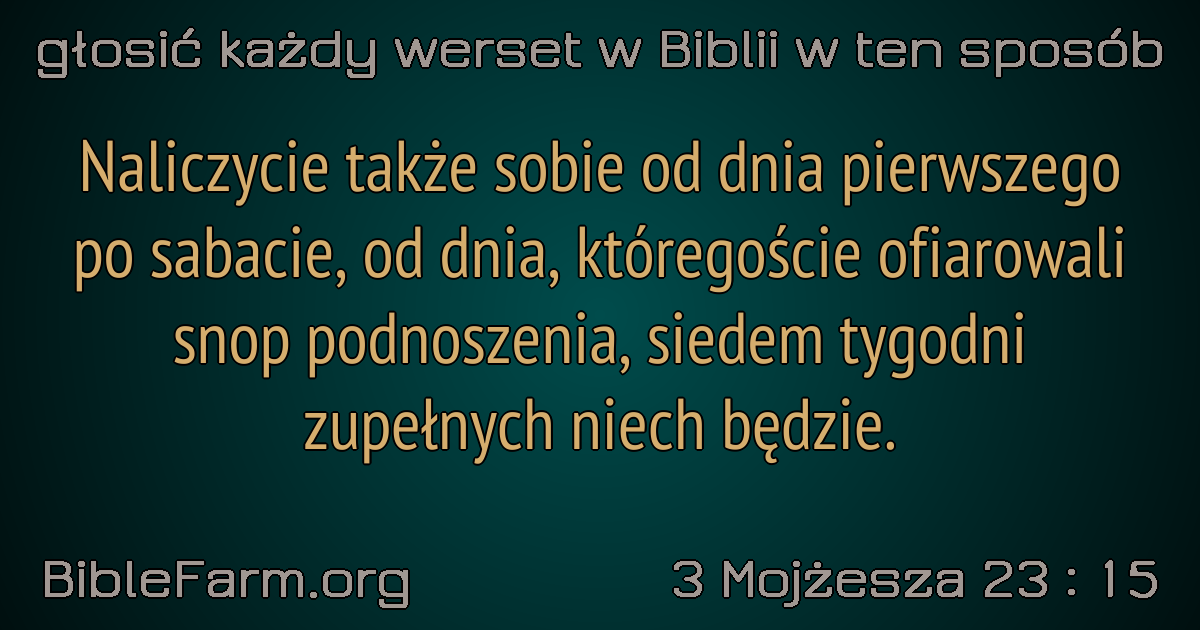 głosić każdy werset w Biblii w ten sposób
Naliczycie także sobie od dnia pierwszego
po sabacie, od dnia, któregoście ofiarowali
snop podnoszenia, siedem tygodni
zupełnych niech będzie.
BibleFarm.org
3 Mojżesza 23 : 15